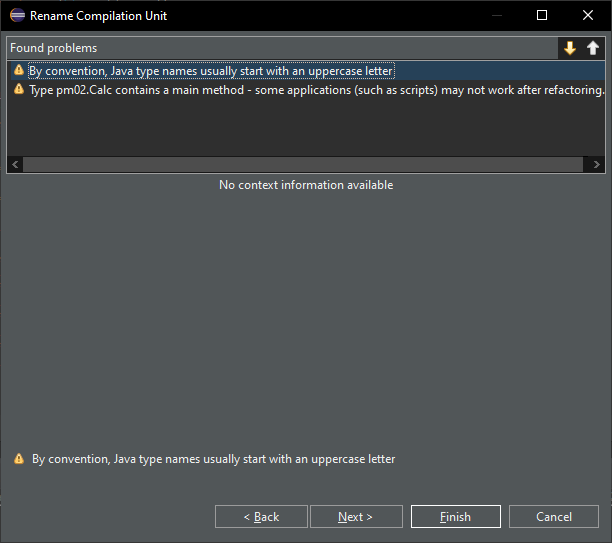 Rename Compilation Unit
Found problems
By convention, Java type names usually start with an uppercase letter
Type pm02.Calc contains a main method - some applications (such as scripts) may not work after refactoring.
No context information available
By convention, Java type names usually start with an uppercase letter
< Back Next > Finish Cancel